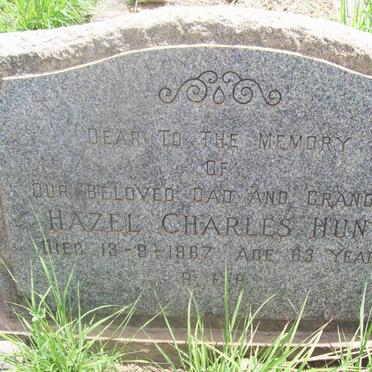 DEAR TO THE MEMORY
OF
OUR BELOVED DAD AND GRAND
HAZEL CHARLES HUN
DIED 13-9-1967 AGE 63 YEAR
R.I.P.